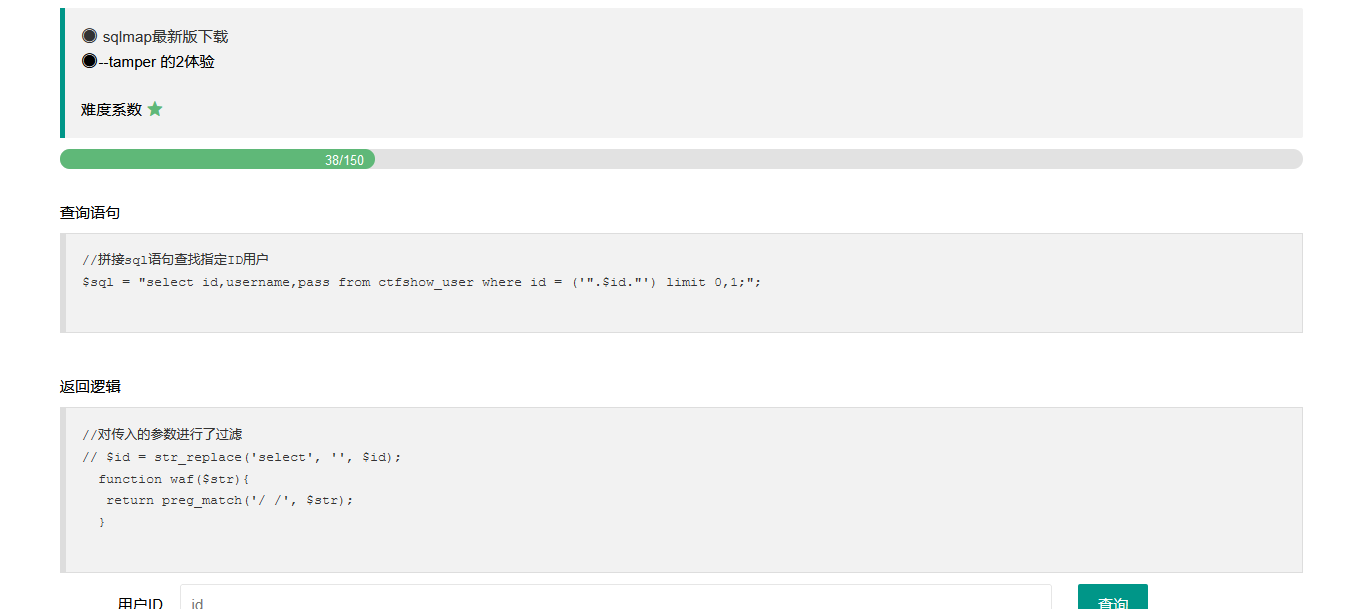 ◉ sqlmap最新版下载
◉--tamper 的2体验
难度系数 ★
38/150
查询语句
//拼接sql语句查找指定ID用户
$sql = "select id,username,pass from ctfshow_user where id = ('".$id."') limit 0,1;";
返回逻辑
//对传入的参数进行了过滤
// $id = str_replace('select', '', $id);
function waf($str){
return preg_match('/ /', $str);
}
用户ID id 查询